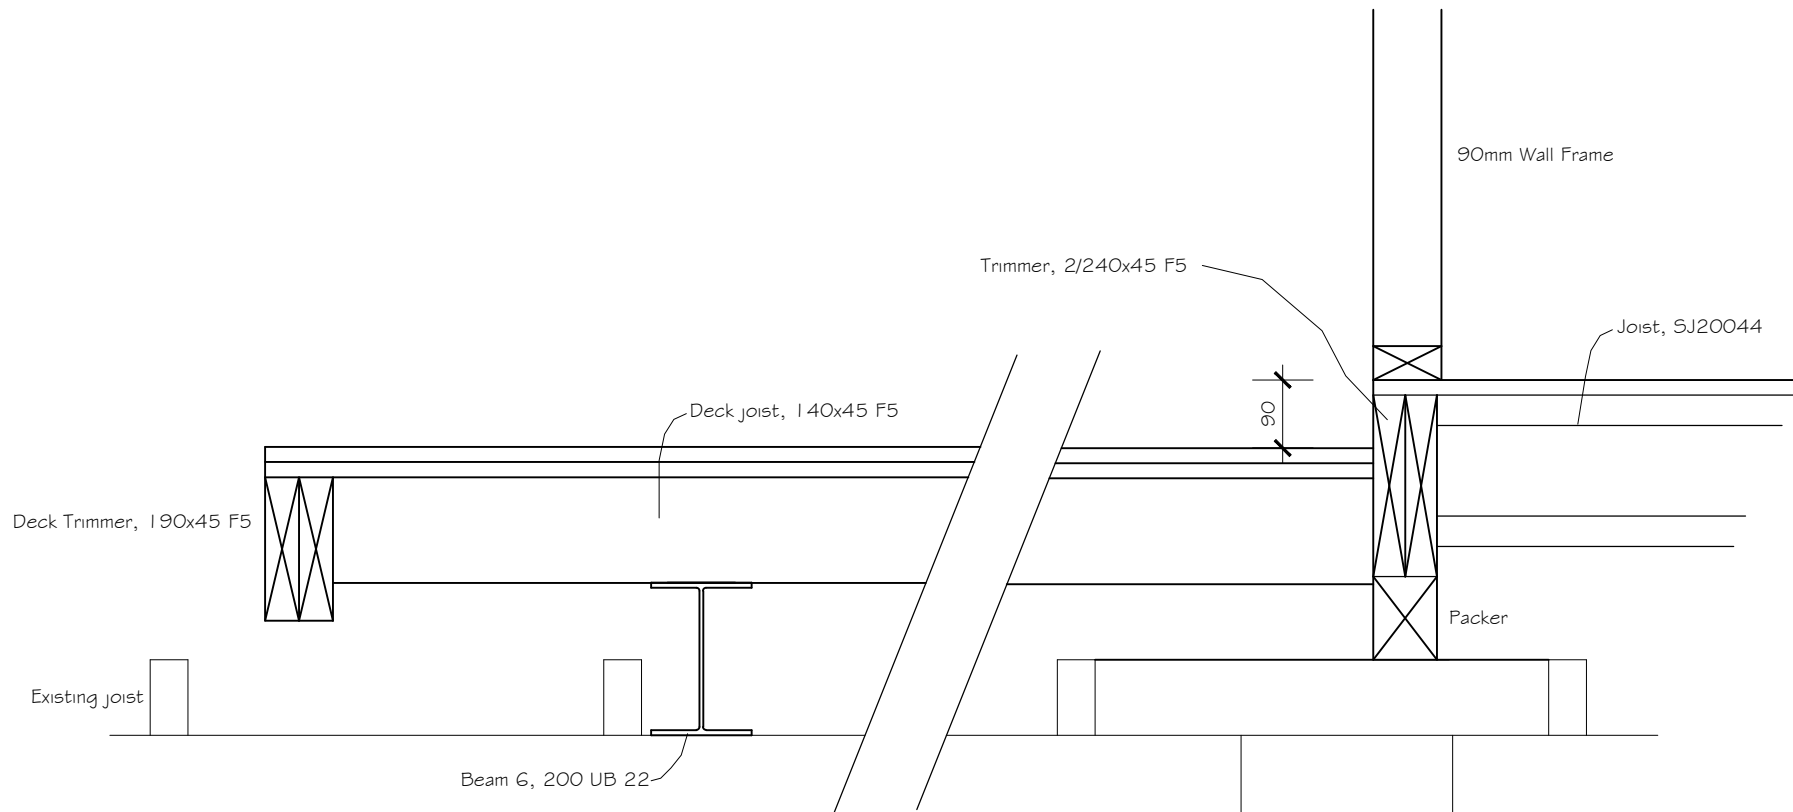 90mm Wall Frame
Trimmer, 2/240x45 F5
Joist, SJ20044
90
Deck joist, 140x45 F5
Deck Trimmer, 190x45 F5
Packer
Existing joist
Beam 6, 200 UB 22